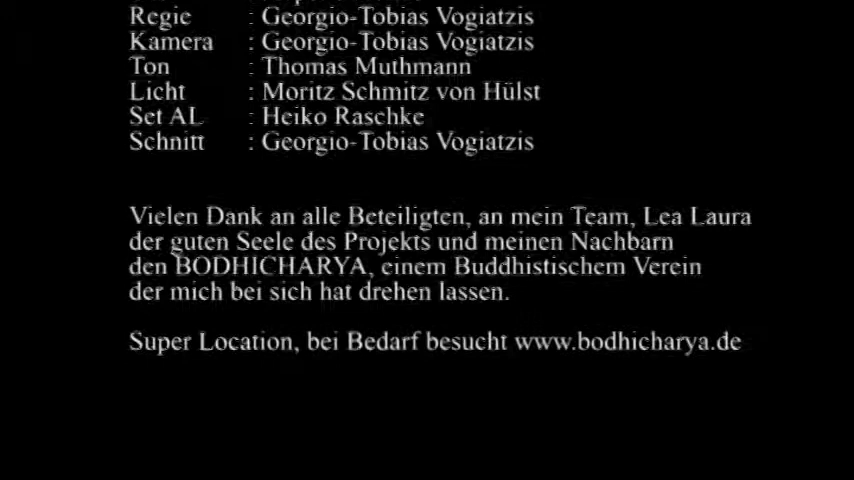 Regie : Georgio-Tobias Vogiatzis
Kamera : Georgio-Tobias Vogiatzis
Ton : Thomas Muthmann
Licht : Moritz Schmitz von Hülst
Set AL : Heiko Raschke
Schnitt : Georgio-Tobias Vogiatzis
Vielen Dank an alle Beteiligten, an mein Team, Lea Laura
der guten Seele des Projekts und meinen Nachbarn
den BODHICHARYA, einem Buddhistischem Verein
der mich bei sich hat drehen lassen.
Super Location, bei Bedarf besucht www.bodhicharya.de